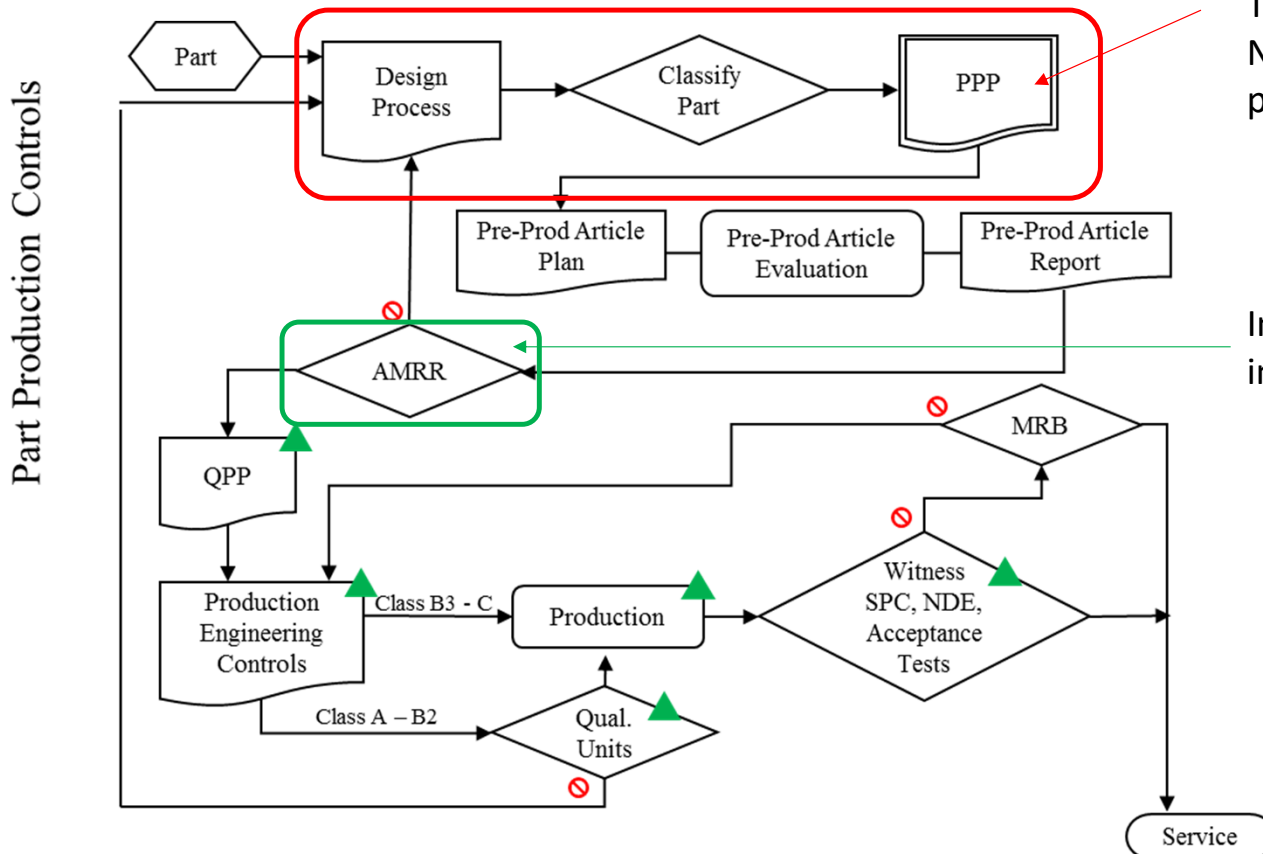 Part Production Controls
Part
Design
Process
Classify
Part
PPP
Pre-Prod Article
Plan
Pre-Prod Article
Evaluation
Pre-Prod Article
Report
AMRR
MRB
QPP
Production
Engineering
Controls
Class B3 - C
Production
Witness
SPC, NDE,
Acceptance
Tests
Class A – B2
Qual.
Units
Service